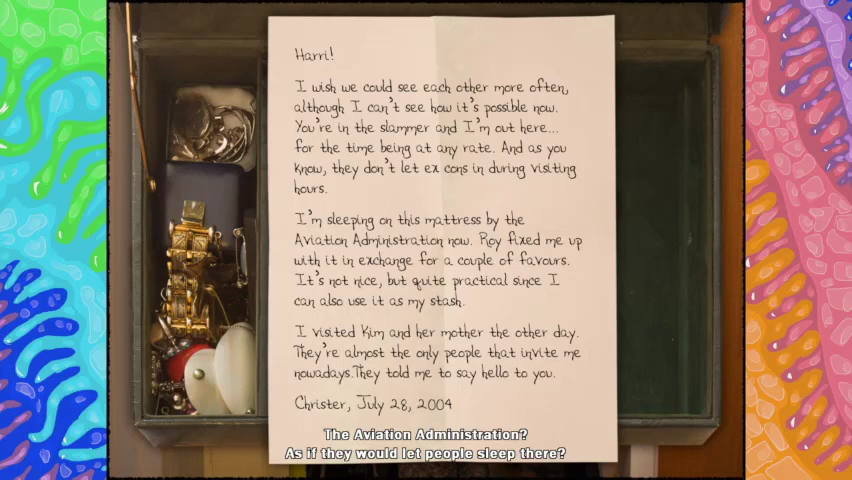 Harri!
I wish we could see each other more often,
although I can't see how it's possible now.
You're in the slammer and I'm out here...
for the time being at any rate. And as you
know, they don't let ex cons in during visiting
hours.
I'm sleeping on this mattress by the
Aviation Administration now. Roy fixed me up
with it in exchange for a couple of favours.
It's not nice, but quite practical since I
can also use it as my stash.
I visited Kim and her mother the other day.
They're almost the only people that invite me
nowadays.They told me to say hello to you.
Christer, July 28, 2004
The Aviation Administration?
As if they would let people sleep there?